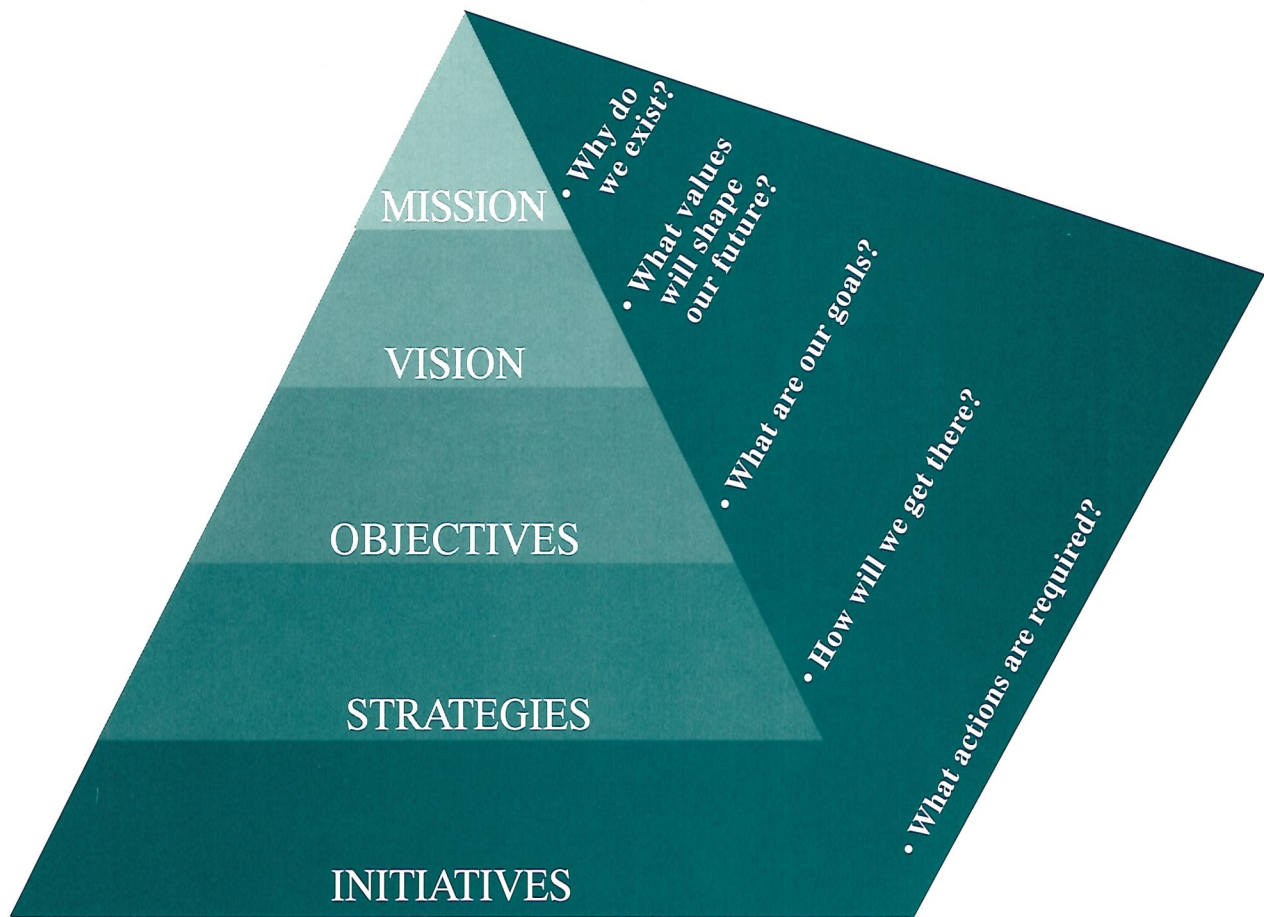 MISSION
• Why do
we exist?
VISION
• What values
will shape
our future?
OBJECTIVES
• What are our goals?
STRATEGIES
• How will we get there?
INITIATIVES
• What actions are required?